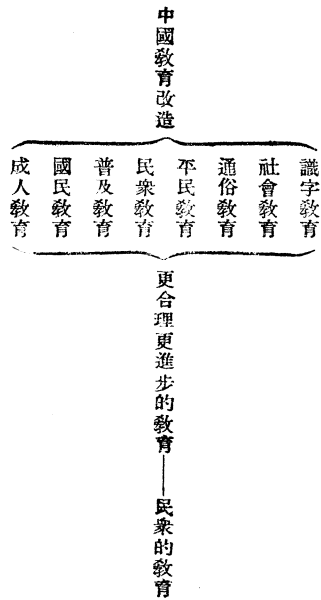 中國教育改造
識字教育
社會教育
通俗教育
平民教育
民衆教育
普及教育
國民教育
成人教育
更合理更進步的教育——民衆的教育